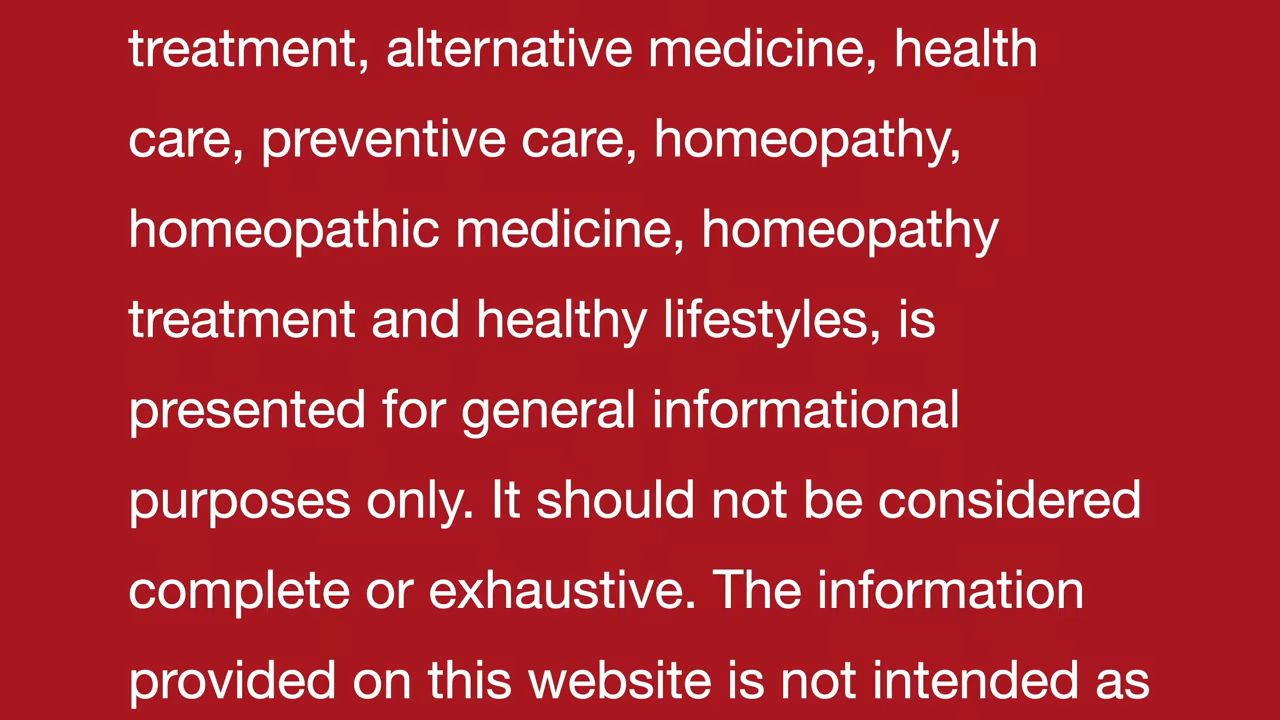 treatment, alternative medicine, health
care, preventive care, homeopathy,
homeopathic medicine, homeopathy
treatment and healthy lifestyles, is
presented for general informational
purposes only. It should not be considered
complete or exhaustive. The information
provided on this website is not intended as